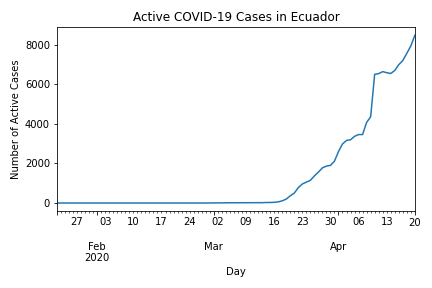 Active COVID-19 Cases in Ecuador
Number of Active Cases
8000
6000
4000
2000
0
27 03 10 17 24 02 09 16 23 30 06 13 20
Feb Mar Apr
2020
Day